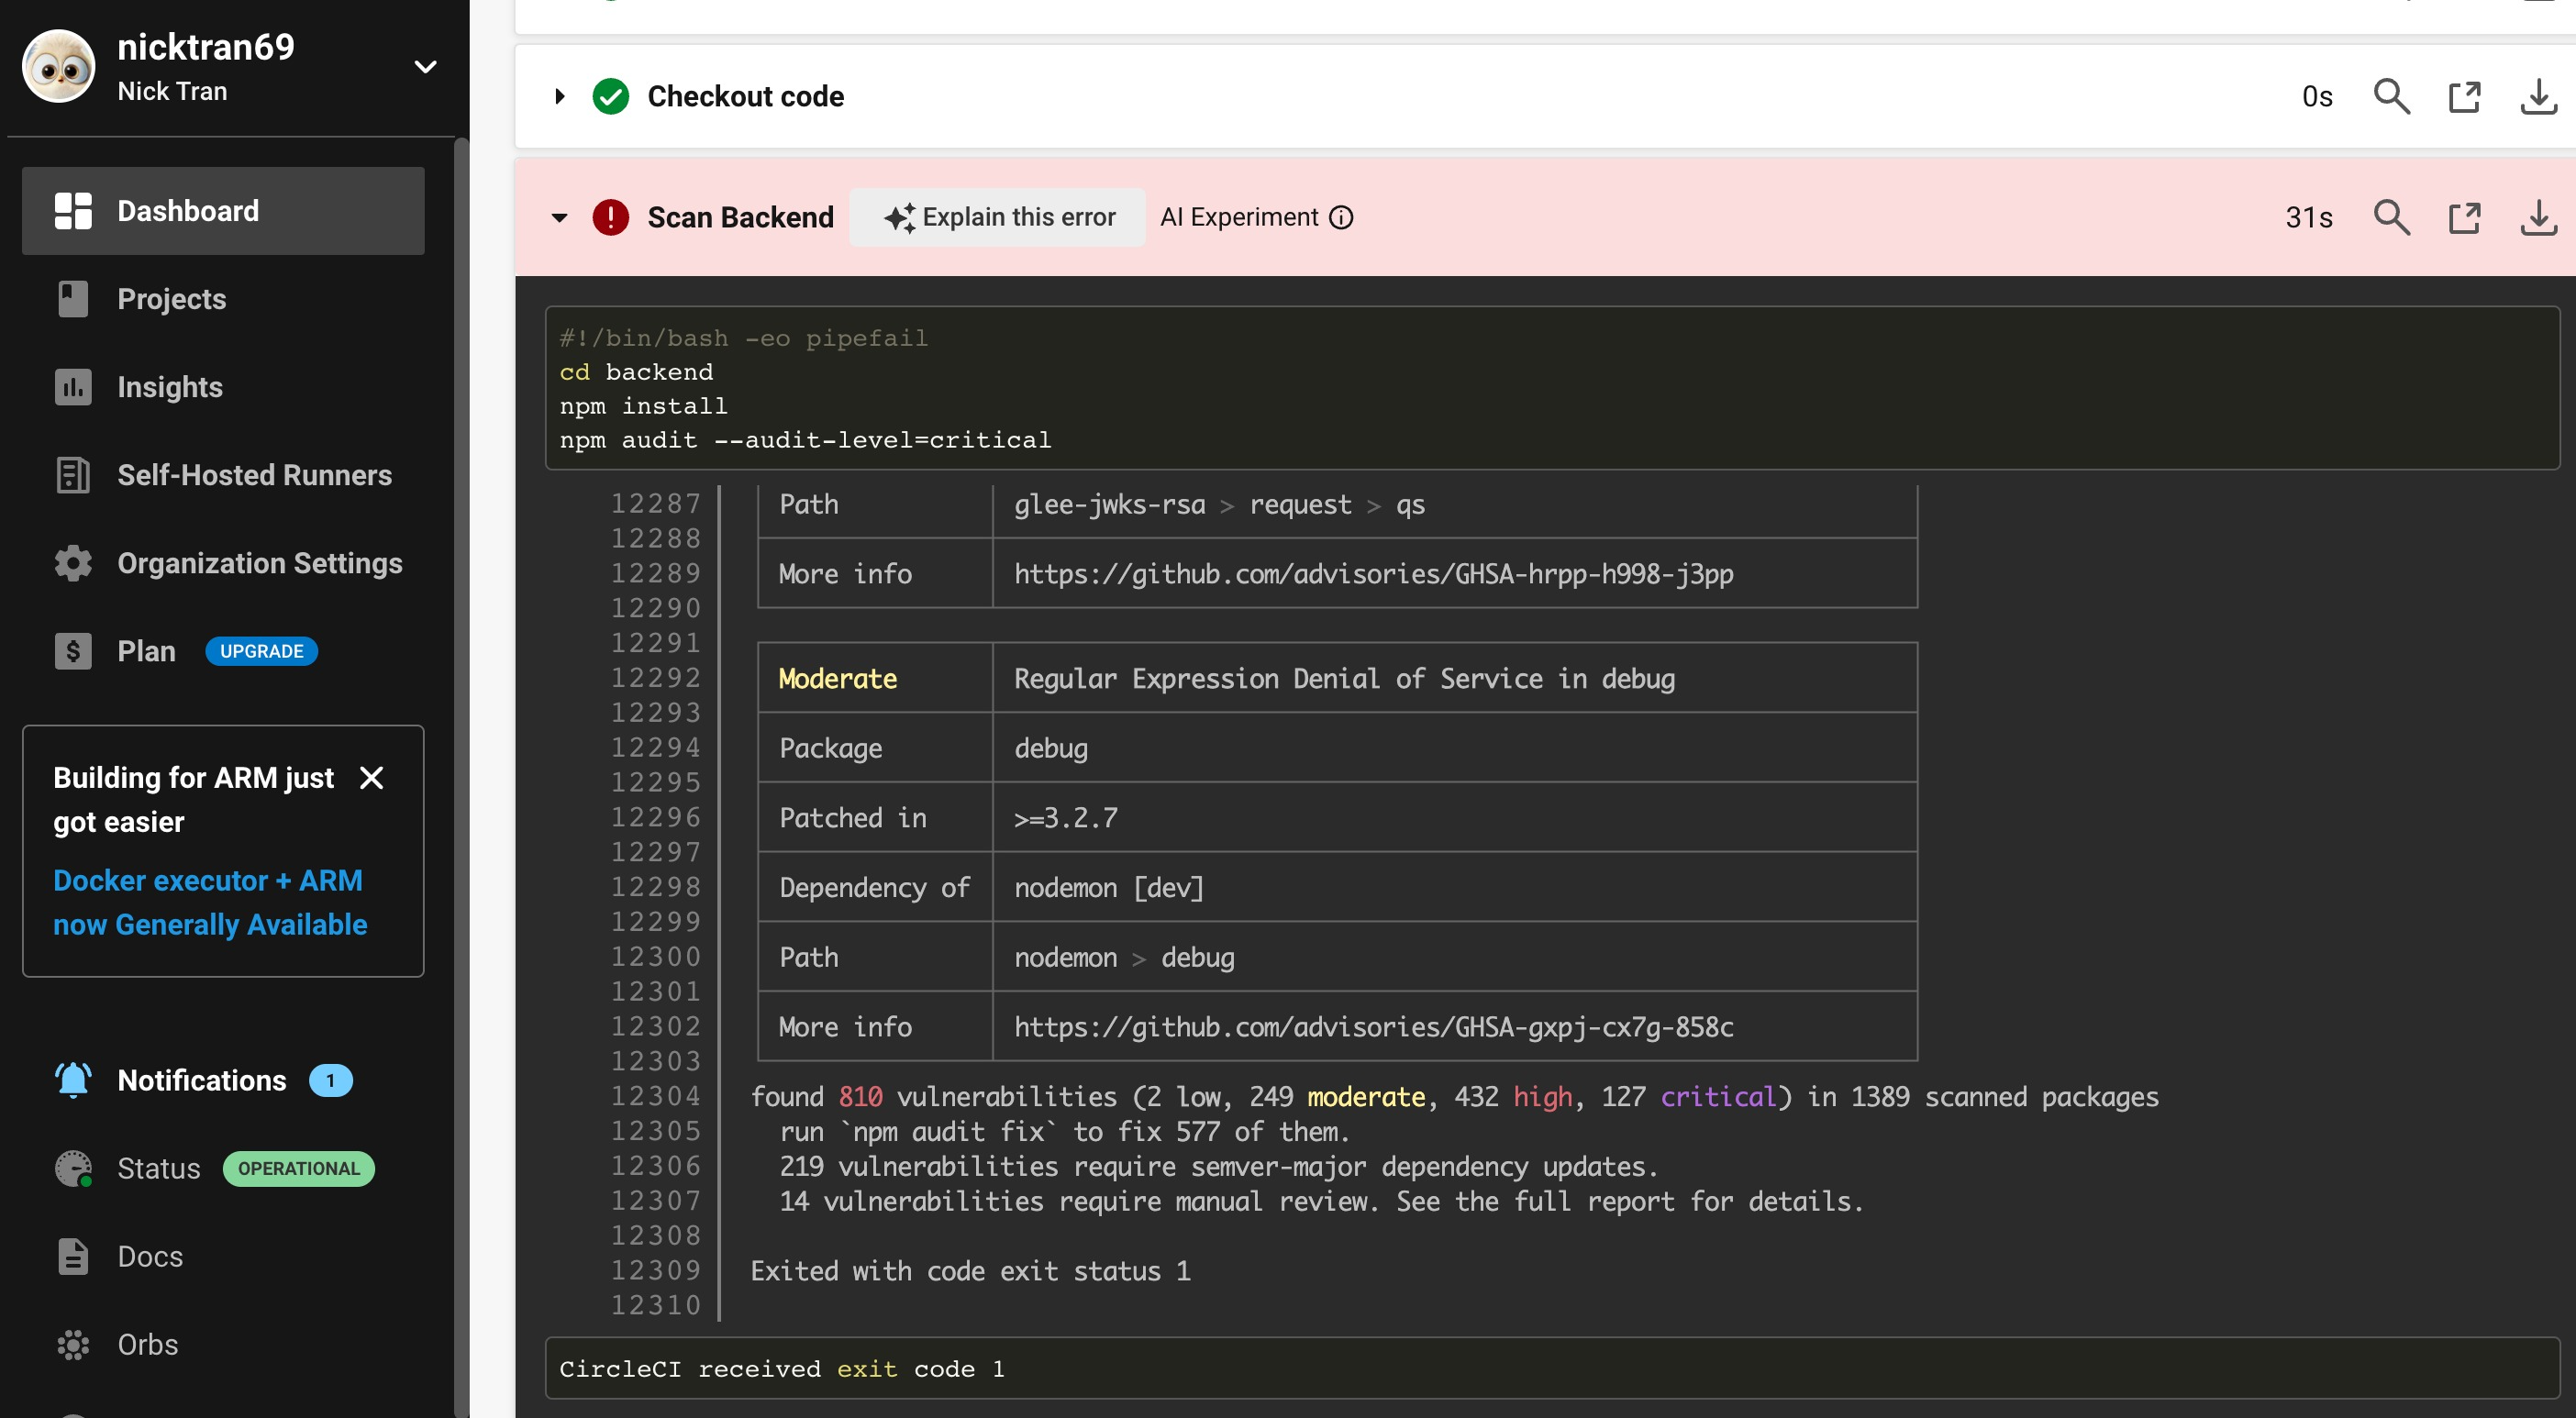 nicktran69
Nick Tran
Dashboard
Projects
Insights
Self-Hosted Runners
Organization Settings
Plan UPGRADE
Building for ARM just
got easier
Docker executor + ARM
now Generally Available
Notifications 1
Status OPERATIONAL
Docs
Orbs
Checkout code 0s
Scan Backend Explain this error AI Experiment 31s
#!/bin/bash -eo pipefail
cd backend
npm install
npm audit --audit-level=critical
12287 Path glee-jwks-rsa > request > qs
12288
12289 More info https://github.com/advisories/GHSA-hrpp-h998-j3pp
12290
12291
12292 Moderate Regular Expression Denial of Service in debug
12293
12294 Package debug
12295
12296 Patched in >=3.2.7
12297
12298 Dependency of nodemon [dev]
12299
12300 Path nodemon > debug
12301
12302 More info https://github.com/advisories/GHSA-gxpj-cx7g-858c
12303
12304 found 810 vulnerabilities (2 low, 249 moderate, 432 high, 127 critical) in 1389 scanned packages
12305 run `npm audit fix` to fix 577 of them.
12306 219 vulnerabilities require semver-major dependency updates.
12307 14 vulnerabilities require manual review. See the full report for details.
12308
12309 Exited with code exit status 1
12310
CircleCI received exit code 1